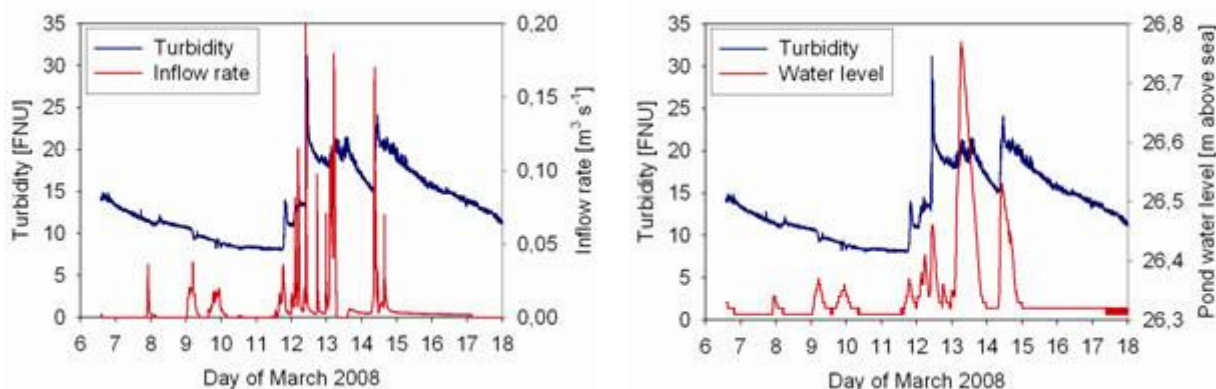 35
30
25
20
15
10
5
0
Turbidity [FNU]
Turbidity
Inflow rate
0,20
0,15
0,10
0,05
0,00
Inflow rate [m³ s⁻¹]
6 7 8 9 10 11 12 13 14 15 16 17 18
Day of March 2008
35
30
25
20
15
10
5
0
Turbidity [FNU]
Turbidity
Water level
26,8
26,7
26,6
26,5
26,4
26,3
Pond water level [m above sea]
6 7 8 9 10 11 12 13 14 15 16 17 18
Day of March 2008